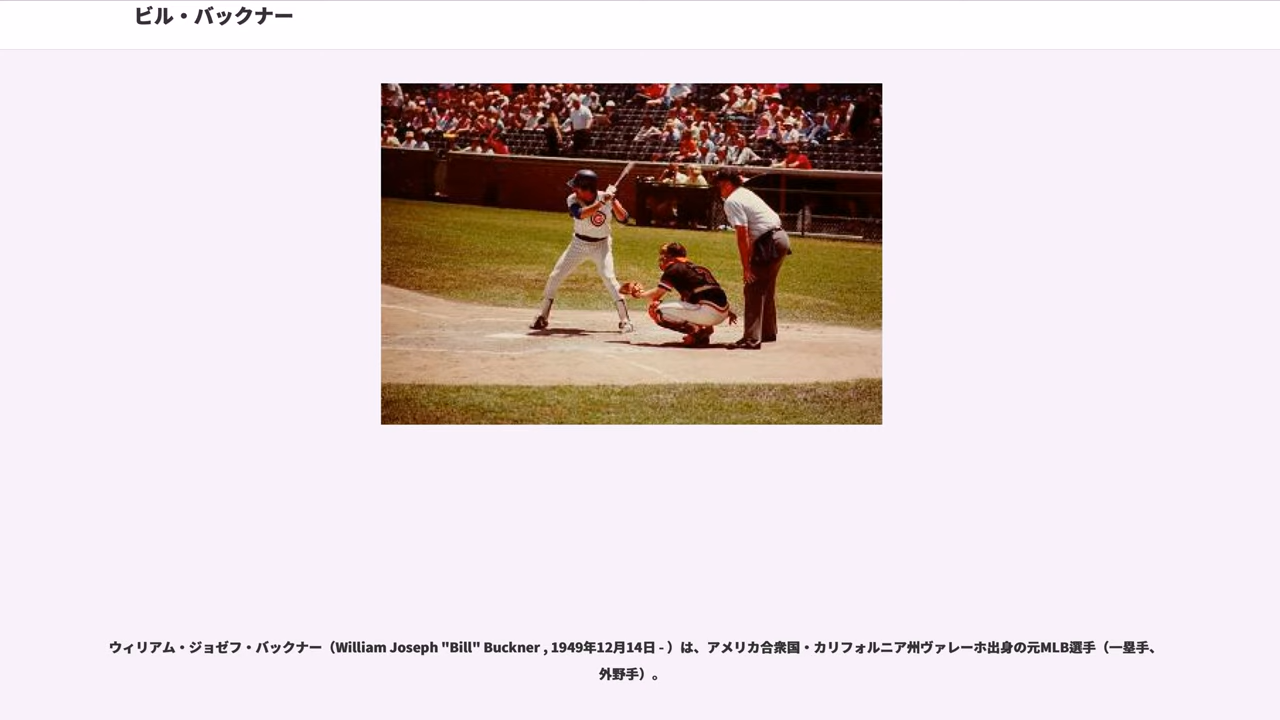 ビル・バックナー
ウィリアム・ジョゼフ・バックナー（William Joseph "Bill" Buckner , 1949年12月14日 - ）は、アメリカ合衆国・カリフォルニア州ヴァレーホ出身の元MLB選手（一塁手、
外野手）。